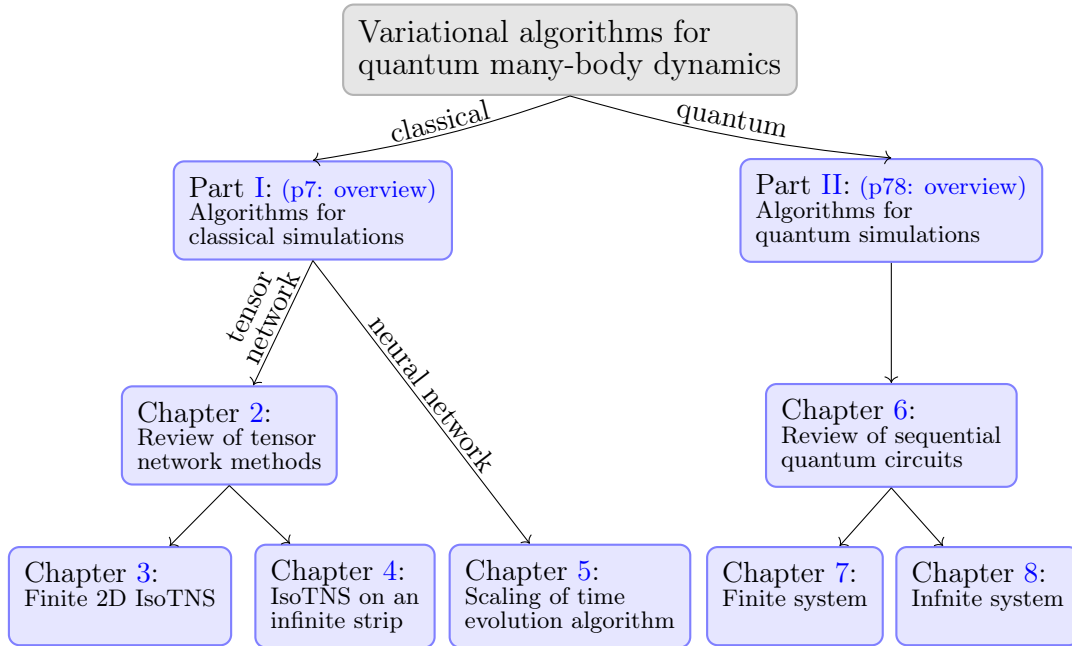 Variational algorithms for
quantum many-body dynamics
classical
quantum
Part I: (p7: overview)
Algorithms for
classical simulations
Part II: (p78: overview)
Algorithms for
quantum simulations
tensor
network
neural network
Chapter 2:
Review of tensor
network methods
Chapter 6:
Review of sequential
quantum circuits
Chapter 3:
Finite 2D IsoTNS
Chapter 4:
IsoTNS on an
infinite strip
Chapter 5:
Scaling of time
evolution algorithm
Chapter 7:
Finite system
Chapter 8:
Infnite system